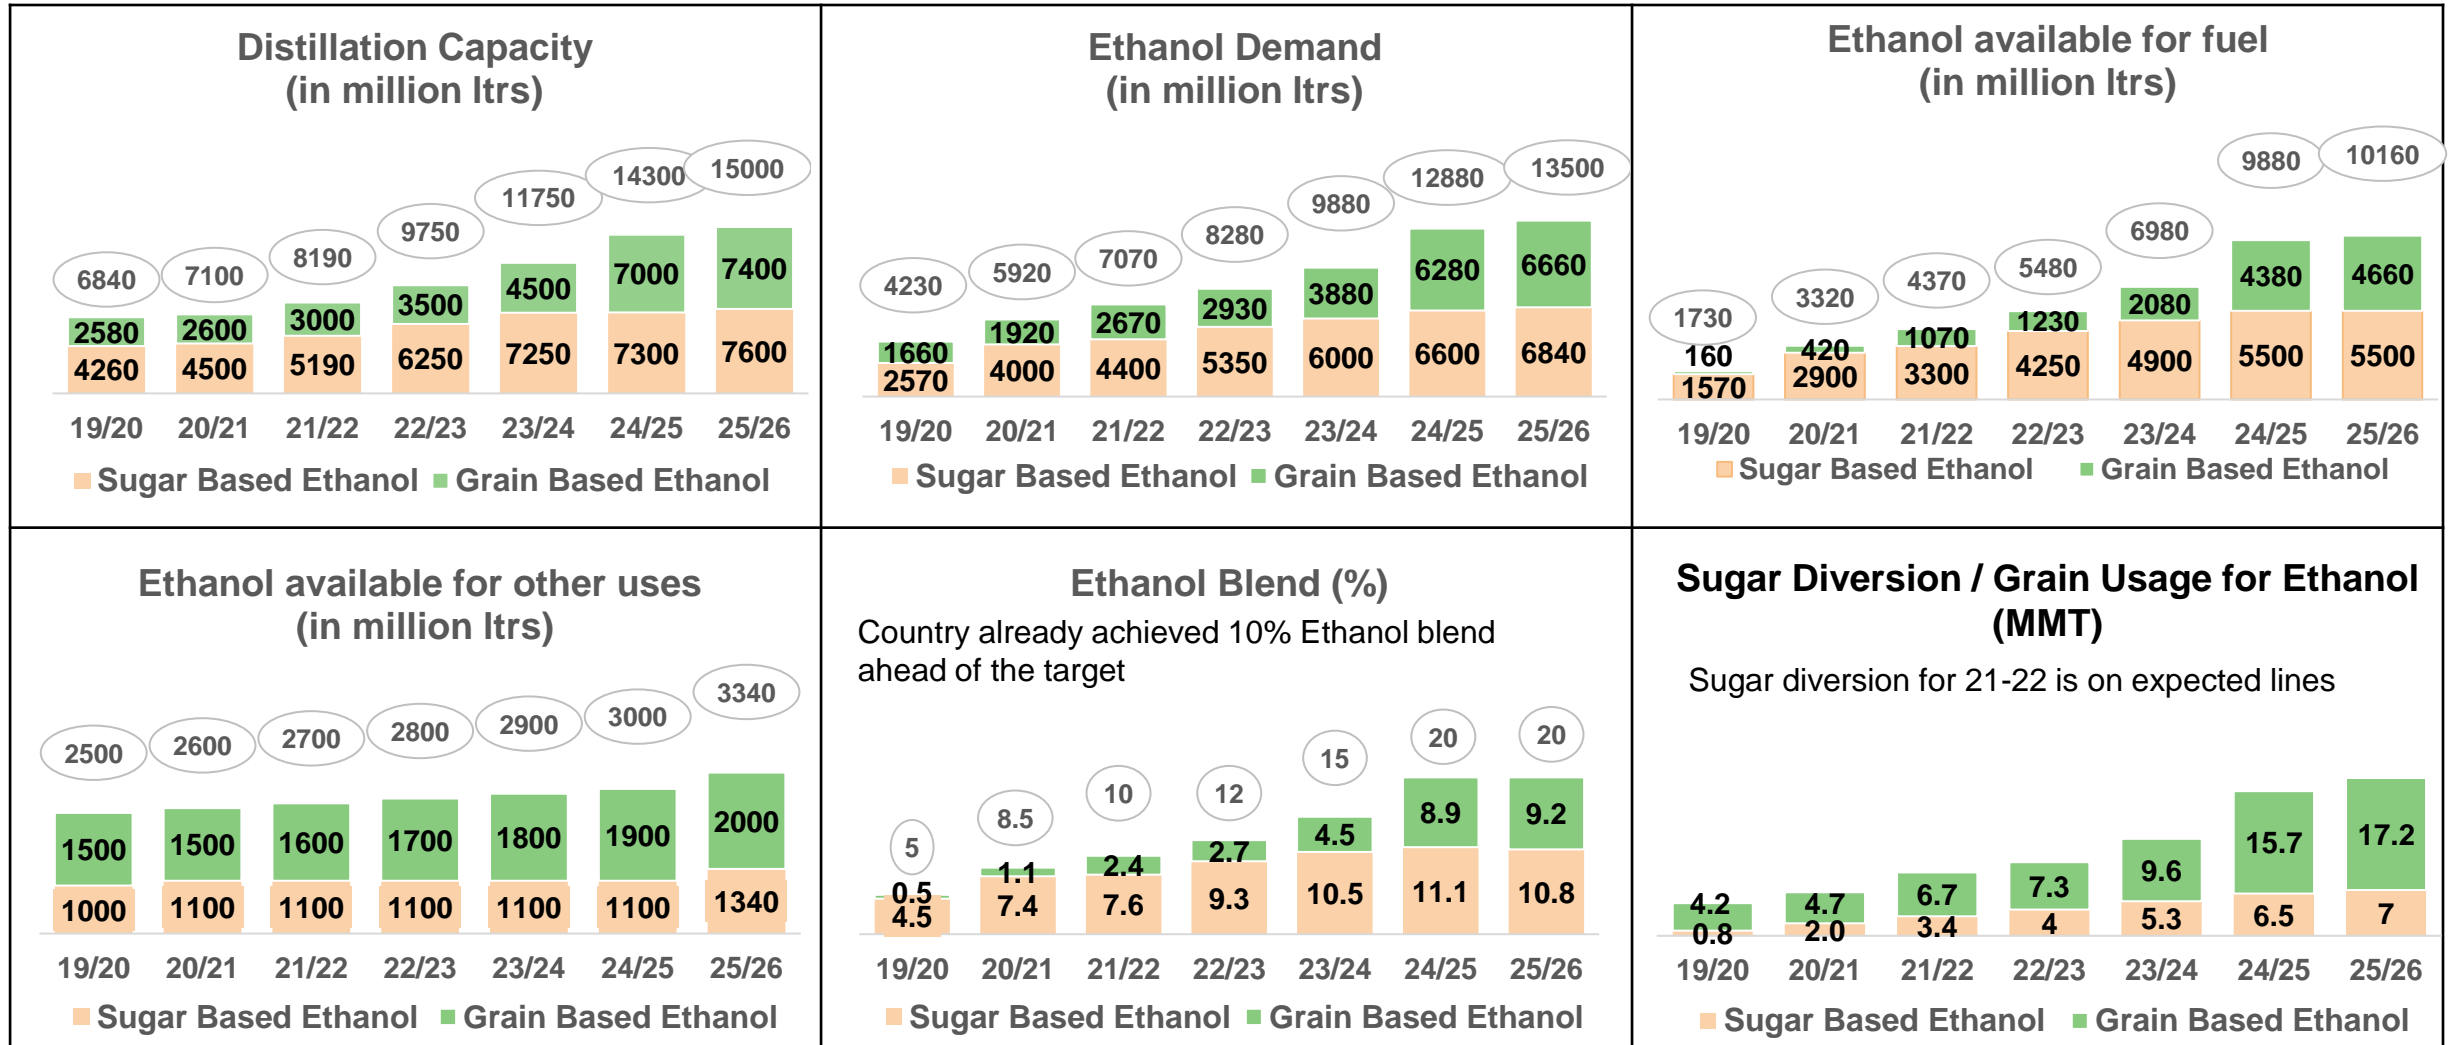 Distillation Capacity
(in million ltrs)
6840 7100 8190 9750 11750 14300 15000
2580 2600 3000 3500 4500 7000 7400
4260 4500 5190 6250 7250 7300 7600
19/20 20/21 21/22 22/23 23/24 24/25 25/26
Sugar Based Ethanol Grain Based Ethanol
Ethanol Demand
(in million ltrs)
4230 5920 7070 8280 9880 12880 13500
1660 1920 2670 2930 3880 6280 6660
2570 4000 4400 5350 6000 6600 6840
19/20 20/21 21/22 22/23 23/24 24/25 25/26
Sugar Based Ethanol Grain Based Ethanol
Ethanol available for fuel
(in million ltrs)
1730 3320 4370 5480 6980 9880 10160
160 420 1070 1230 2080 4380 4660
1570 2900 3300 4250 4900 5500 5500
19/20 20/21 21/22 22/23 23/24 24/25 25/26
Sugar Based Ethanol Grain Based Ethanol
Ethanol available for other uses
(in million ltrs)
2500 2600 2700 2800 2900 3000 3340
1500 1500 1600 1700 1800 1900 2000
1000 1100 1100 1100 1100 1100 1340
19/20 20/21 21/22 22/23 23/24 24/25 25/26
Sugar Based Ethanol Grain Based Ethanol
Ethanol Blend (%)
Country already achieved 10% Ethanol blend
ahead of the target
5 8.5 10 12 15 20 20
0.5 1.1 2.4 2.7 4.5 8.9 9.2
4.5 7.4 7.6 9.3 10.5 11.1 10.8
19/20 20/21 21/22 22/23 23/24 24/25 25/26
Sugar Based Ethanol Grain Based Ethanol
Sugar Diversion / Grain Usage for Ethanol
(MMT)
Sugar diversion for 21-22 is on expected lines
4.2 4.7 6.7 7.3 9.6 15.7 17.2
0.8 2.0 3.4 4 5.3 6.5 7
19/20 20/21 21/22 22/23 23/24 24/25 25/26
Sugar Based Ethanol Grain Based Ethanol